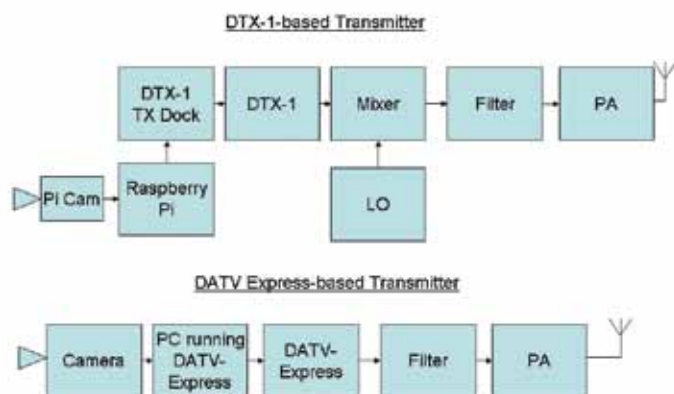 DTX-1-based Transmitter
DTX-1
TX Dock
DTX-1
Mixer
Filter
PA
Pi Cam
Raspberry
Pi
LO
DATV Express-based Transmitter
Camera
PC running
DATV-
Express
DATV-
Express
Filter
PA